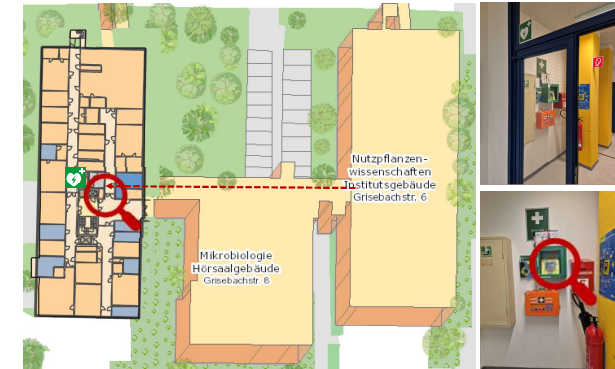 Nutzpflanzen-
wissenschaften
Institutsgebäude
Grisebachstr. 6
Mikrobiologie
Hörsaalgebäude
Grisebachstr. 8